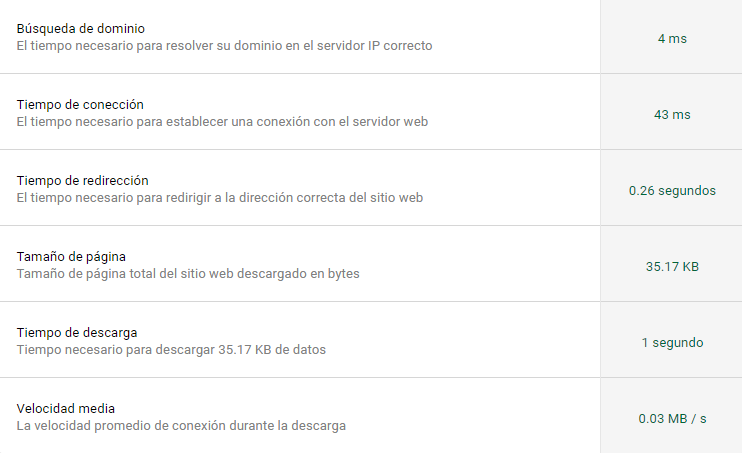 Búsqueda de dominio
El tiempo necesario para resolver su dominio en el servidor IP correcto
4 ms
Tiempo de conección
El tiempo necesario para establecer una conexión con el servidor web
43 ms
Tiempo de redirección
El tiempo necesario para redirigir a la dirección correcta del sitio web
0.26 segundos
Tamaño de página
Tamaño de página total del sitio web descargado en bytes
35.17 KB
Tiempo de descarga
Tiempo necesario para descargar 35.17 KB de datos
1 segundo
Velocidad media
La velocidad promedio de conexión durante la descarga
0.03 MB / s